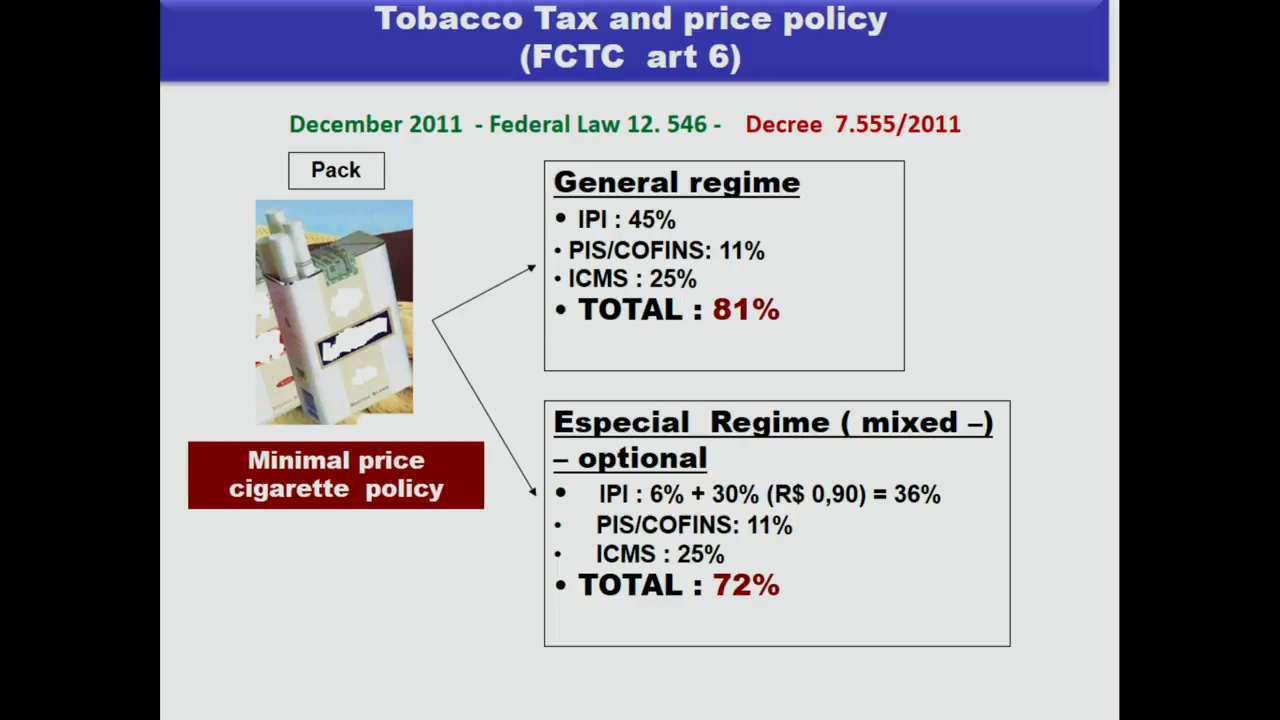 Tobacco Tax and price policy
(FCTC art 6)
December 2011 - Federal Law 12. 546 - Decree 7.555/2011
Pack
General regime
• IPI : 45%
• PIS/COFINS: 11%
• ICMS : 25%
• TOTAL : 81%
Minimal price
cigarette policy
Especial Regime ( mixed –)
– optional
• IPI : 6% + 30% (R$ 0,90) = 36%
• PIS/COFINS: 11%
• ICMS : 25%
• TOTAL : 72%